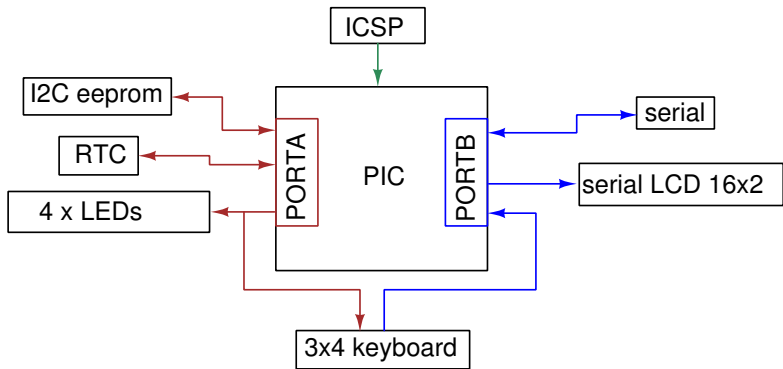 ICSP
I2C eeprom
RTC
4 x LEDs
PORTA
PIC
PORTB
serial
serial LCD 16x2
3x4 keyboard